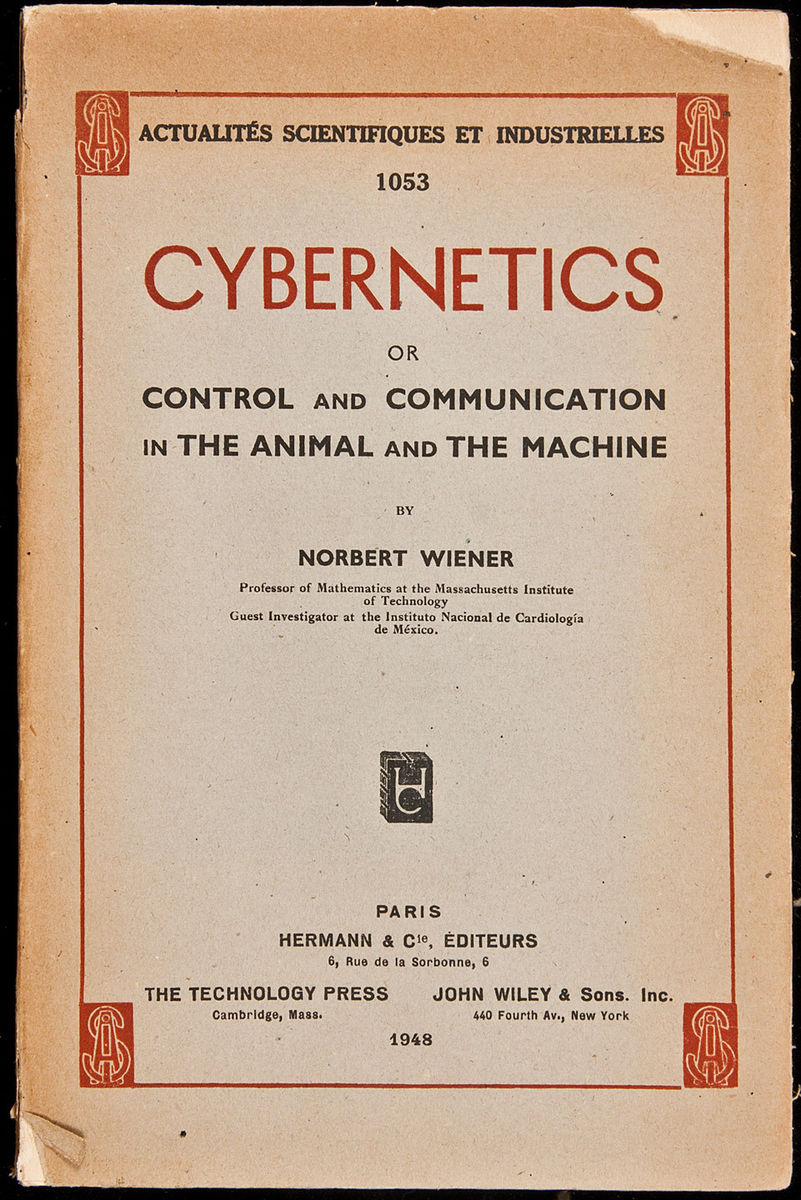 ACTUALITÉS SCIENTIFIQUES ET INDUSTRIELLES
1053
CYBERNETICS
OR
CONTROL AND COMMUNICATION
IN THE ANIMAL AND THE MACHINE
BY
NORBERT WIENER
Professor of Mathematics at the Massachusetts Institute
of Technology
Guest Investigator at the Instituto Nacional de Cardiología
de México.
PARIS
HERMANN & Cie, ÉDITEURS
6, Rue de la Sorbonne, 6
THE TECHNOLOGY PRESS JOHN WILEY & Sons. Inc.
Cambridge, Mass. 440 Fourth Av., New York
1948